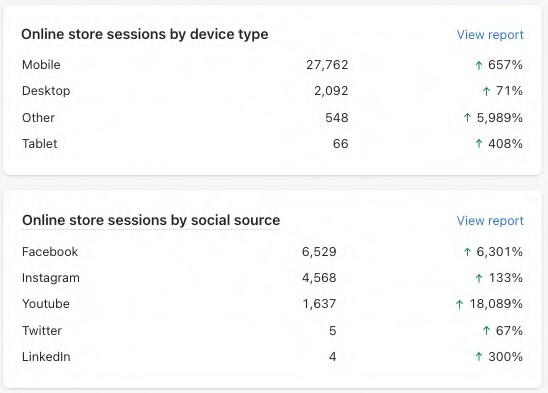 Online store sessions by device type View report
Mobile 27,762 ↑ 657%
Desktop 2,092 ↑ 71%
Other 548 ↑ 5,989%
Tablet 66 ↑ 408%
Online store sessions by social source View report
Facebook 6,529 ↑ 6,301%
Instagram 4,568 ↑ 133%
Youtube 1,637 ↑ 18,089%
Twitter 5 ↑ 67%
LinkedIn 4 ↑ 300%